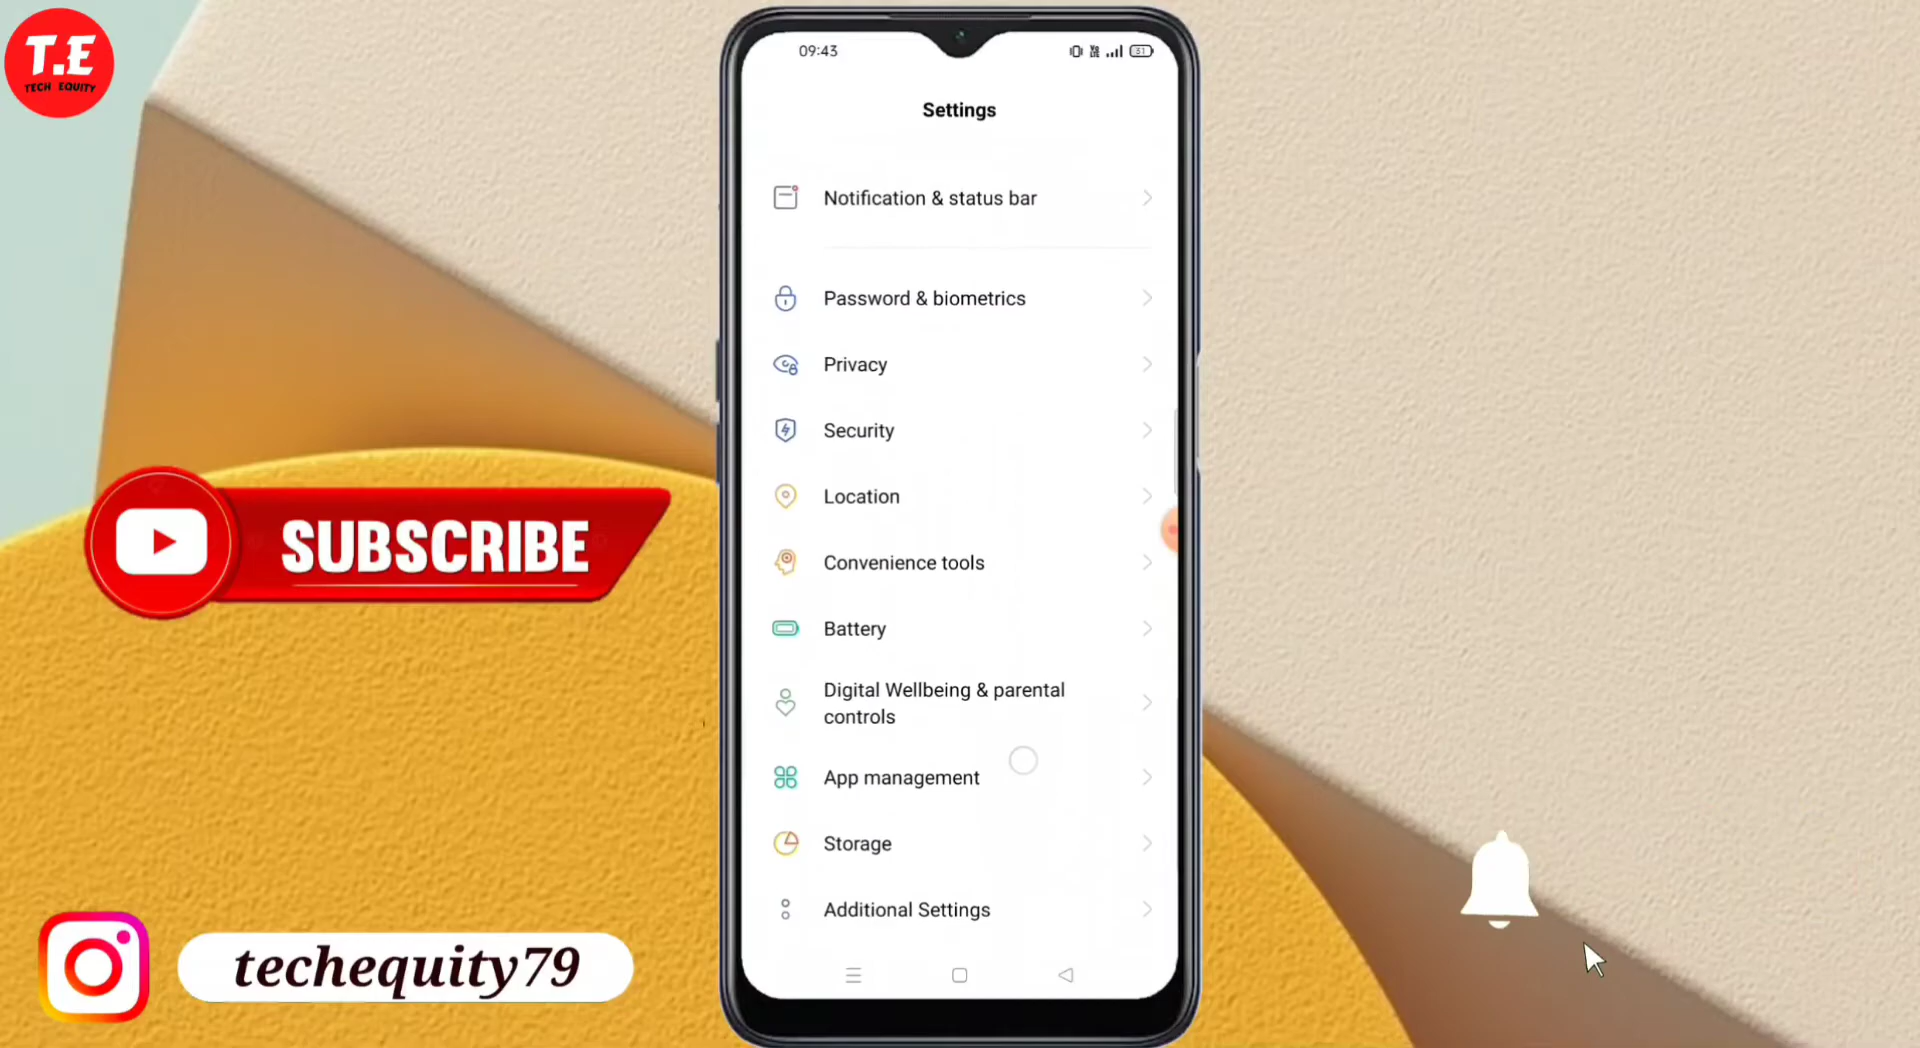 T.E
TECH EQUITY
09:43
31
Settings
Notification & status bar
Password & biometrics
Privacy
Security
Location
Convenience tools
Battery
Digital Wellbeing & parental
controls
App management
Storage
Additional Settings
SUBSCRIBE
techequity79